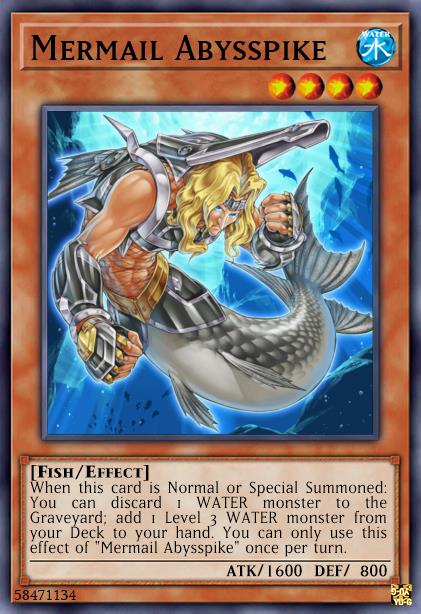 Mermail Abysspike
WATER
水
[Fish/Effect]
When this card is Normal or Special Summoned:
You can discard 1 WATER monster to the
Graveyard; add 1 Level 3 WATER monster from
your Deck to your hand. You can only use this
effect of "Mermail Abysspike" once per turn.
ATK/1600 DEF/ 800
58471134